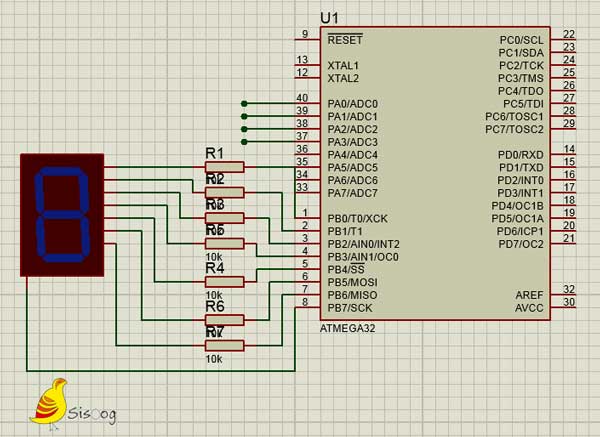 U1
9 RESET PC0/SCL 22
PC1/SDA 23
13 XTAL1 PC2/TCK 24
12 XTAL2 PC3/TMS 25
PC4/TDO 26
40 PA0/ADC0 PC5/TDI 27
39 PA1/ADC1 PC6/TOSC1 28
38 PA2/ADC2 PC7/TOSC2 29
37 PA3/ADC3
36 PA4/ADC4 PD0/RXD 14
35 PA5/ADC5 PD1/TXD 15
34 PA6/ADC6 PD2/INT0 16
33 PA7/ADC7 PD3/INT1 17
PD4/OC1B 18
1 PB0/T0/XCK PD5/OC1A 19
2 PB1/T1 PD6/ICP1 20
3 PB2/AIN0/INT2 PD7/OC2 21
4 PB3/AIN1/OC0
5 PB4/SS
6 PB5/MOSI
7 PB6/MISO AREF 32
8 PB7/SCK AVCC 30
ATMEGA32
R1
R2
R3
10k
R4
10k
R6
R7
10k
Sisoog